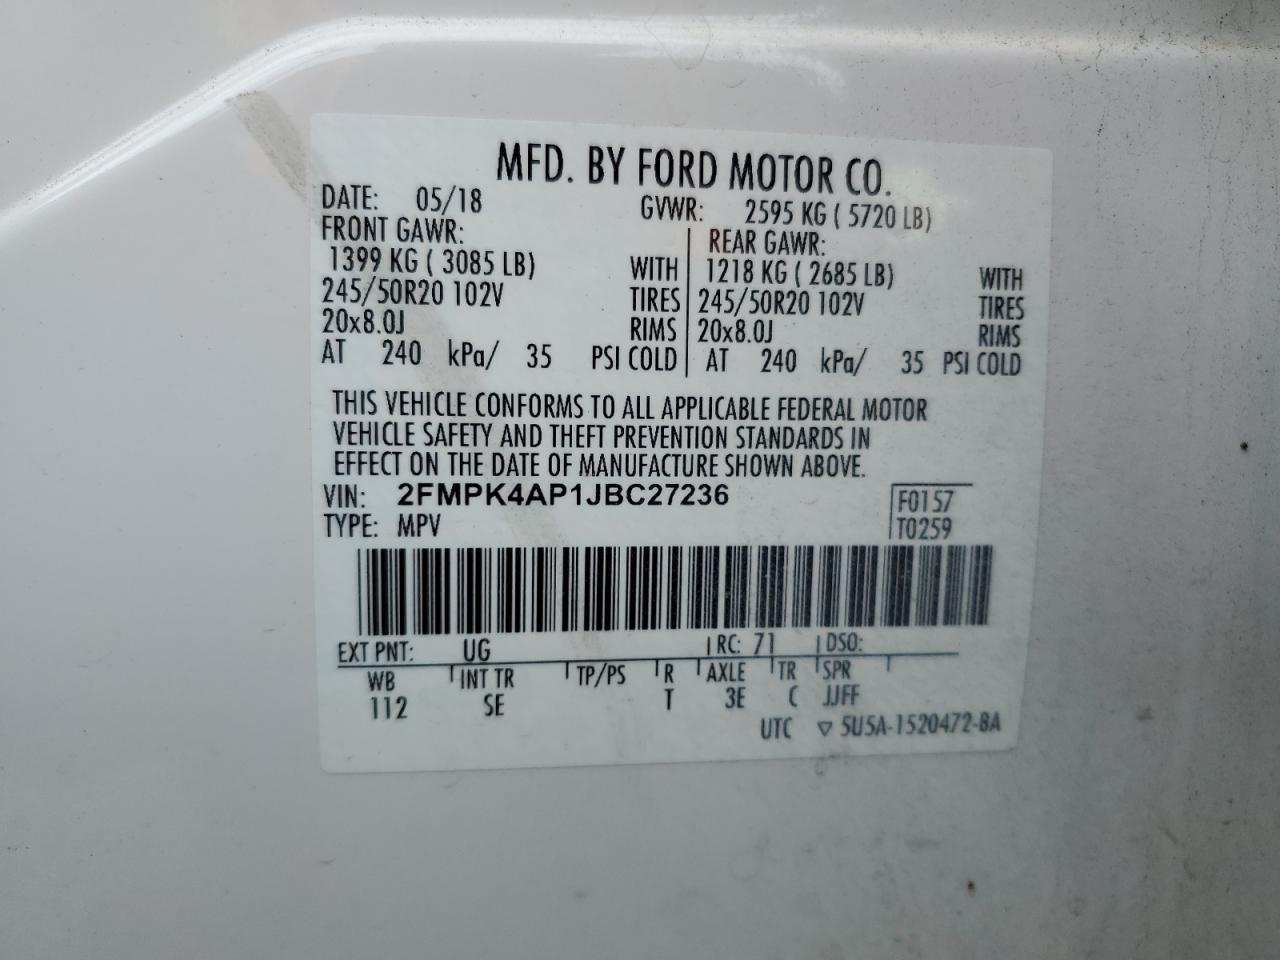 MFD. BY FORD MOTOR CO.
DATE: 05/18 GVWR: 2595 KG ( 5720 LB)
FRONT GAWR: REAR GAWR:
1399 KG ( 3085 LB) WITH 1218 KG ( 2685 LB) WITH
245/50R20 102V TIRES 245/50R20 102V TIRES
20x8.0J RIMS 20x8.0J RIMS
AT 240 kPa/ 35 PSI COLD AT 240 kPa/ 35 PSI COLD
THIS VEHICLE CONFORMS TO ALL APPLICABLE FEDERAL MOTOR
VEHICLE SAFETY AND THEFT PREVENTION STANDARDS IN
EFFECT ON THE DATE OF MANUFACTURE SHOWN ABOVE.
VIN: 2FMPK4AP1JBC27236 F0157
TYPE: MPV T0259
EXT PNT: UG RC: 71 DSO:
WB INT TR TP/PS R AXLE TR SPR
112 SE T 3E C JJFF
UTC ▽ 5U5A-1520472-BA